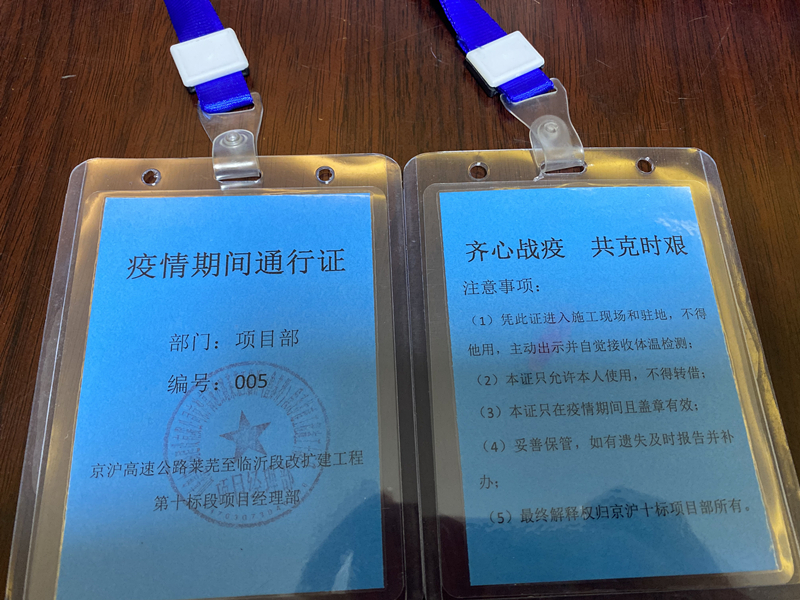 疫情期间通行证
部门：项目部
编号：005
京沪高速公路莱芜至临沂段改扩建工程
第十标段项目经理部
项目经理部
齐心战疫 共克时艰
注意事项：
（1）凭此证进入施工现场和驻地，不得
他用，主动出示并自觉接收体温检测；
（2）本证只允许本人使用，不得转借；
（3）本证只在疫情期间且盖章有效；
（4）妥善保管，如有遗失及时报告并补
办；
（5）最终解释权归京沪十标项目部所有。